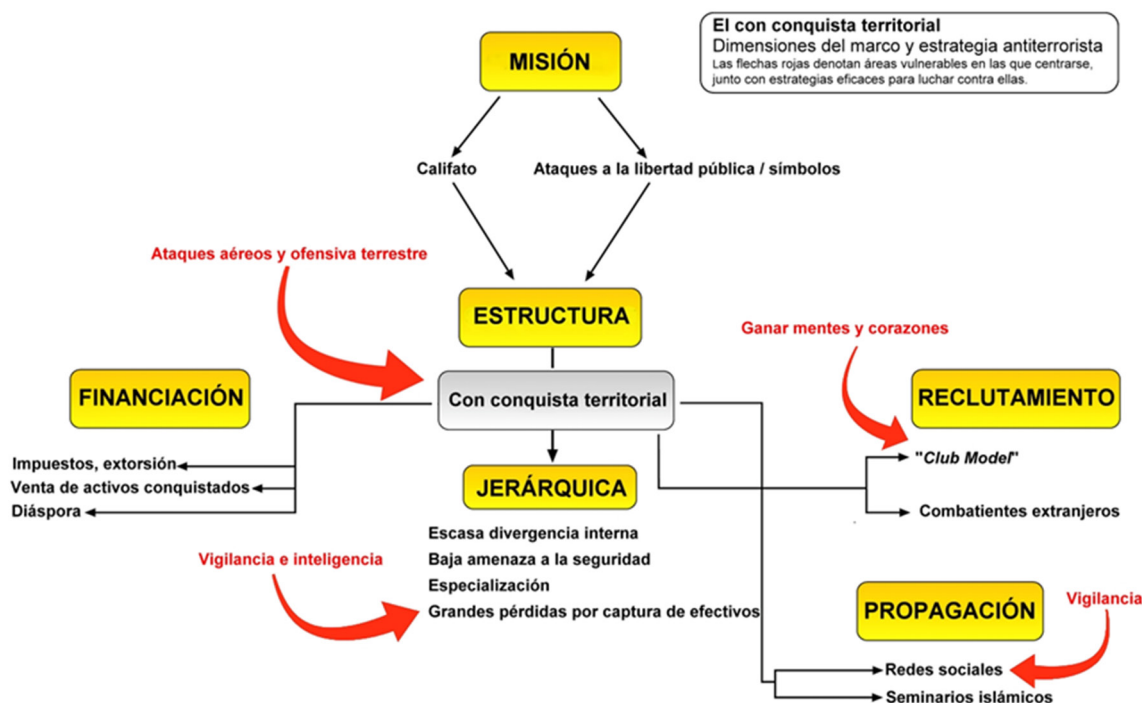 El con conquista territorial
Dimensiones del marco y estrategia antiterrorista
Las flechas rojas denotan áreas vulnerables en las que centrarse,
junto con estrategias eficaces para luchar contra ellas.
MISIÓN
Califato
Ataques a la libertad pública / símbolos
Ataques aéreos y ofensiva terrestre
ESTRUCTURA
Ganar mentes y corazones
FINANCIACIÓN
Con conquista territorial
RECLUTAMIENTO
Impuestos, extorsión
Venta de activos conquistados
Diáspora
JERÁRQUICA
"Club Model"
Combatientes extranjeros
Escasa divergencia interna
Baja amenaza a la seguridad
Especialización
Grandes pérdidas por captura de efectivos
Vigilancia e inteligencia
PROPAGACIÓN
Vigilancia
Redes sociales
Seminarios islámicos